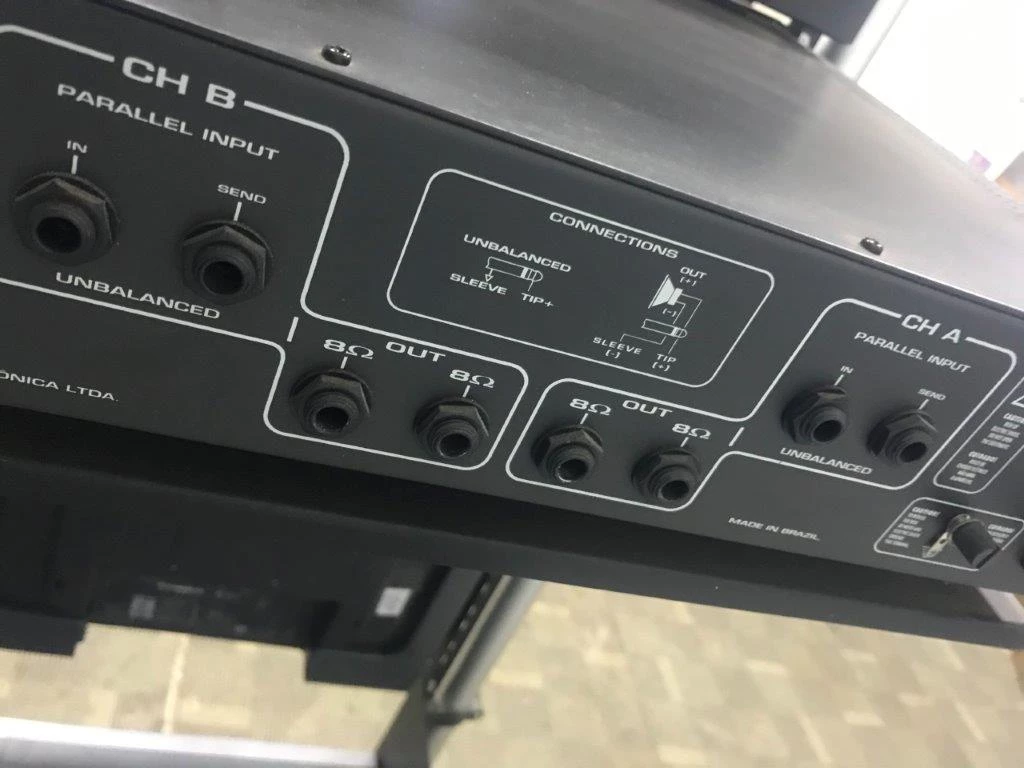 CH B
PARALLEL INPUT
IN
SEND
UNBALANCED
ÔNICA LTDA.
8Ω OUT 8Ω
CONNECTIONS
UNBALANCED
SLEEVE TIP+
OUT
(+)
(-)
SLEEVE
(-)
TIP
(+)
8Ω OUT 8Ω
CH A
PARALLEL INPUT
IN
SEND
UNBALANCED
MADE IN BRAZIL